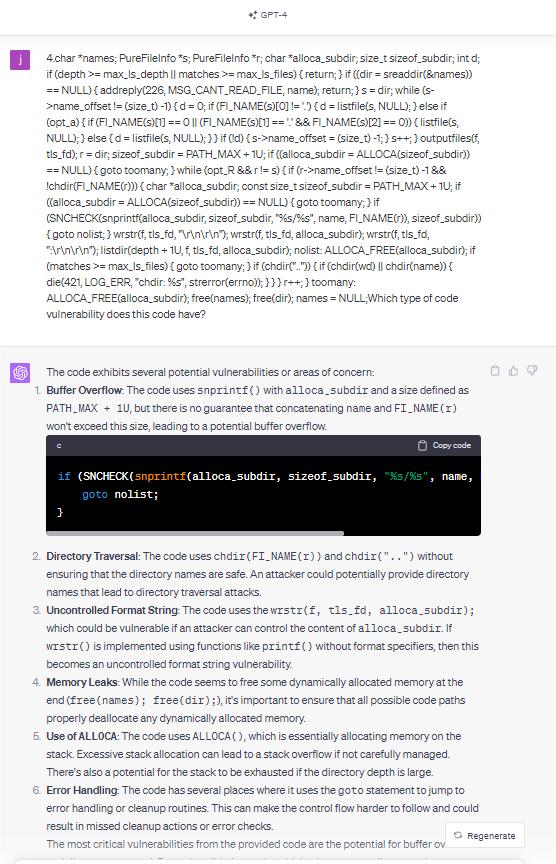 GPT-4
j
4.char *names; PureFileInfo *s; PureFileInfo *r; char *alloca_subdir; size_t sizeof_subdir; int d;
if (depth >= max_ls_depth || matches >= max_ls_files) { return; } if ((dir = sreaddir(&names))
== NULL) { addreply(226, MSG_CANT_READ_FILE, name); return; } s = dir; while (s-
>name_offset != (size_t) -1) { d = 0; if (FI_NAME(s)[0] != '.') { d = listfile(s, NULL); } else if
(opt_a) { if (FI_NAME(s)[1] == 0 || (FI_NAME(s)[1] == '.' && FI_NAME(s)[2] == 0)) { listfile(s,
NULL); } else { d = listfile(s, NULL); } } if (!d) { s->name_offset = (size_t) -1; } s++; } outputfiles(f,
tls_fd); r = dir; sizeof_subdir = PATH_MAX + 1U; if ((alloca_subdir = ALLOCA(sizeof_subdir))
== NULL) { goto toomany; } while (opt_R && r != s) { if (r->name_offset != (size_t) -1 &&
!chdir(FI_NAME(r))) { char *alloca_subdir; const size_t sizeof_subdir = PATH_MAX + 1U; if
((alloca_subdir = ALLOCA(sizeof_subdir)) == NULL) { goto toomany; } if
(SNCHECK(snprintf(alloca_subdir, sizeof_subdir, "%s/%s", name, FI_NAME(r)), sizeof_subdir))
{ goto nolist; } wrstr(f, tls_fd, "\r\n\r\n"); wrstr(f, tls_fd, alloca_subdir); wrstr(f, tls_fd,
":\r\n\r\n"); listdir(depth + 1U, f, tls_fd, alloca_subdir); nolist: ALLOCA_FREE(alloca_subdir); if
(matches >= max_ls_files) { goto toomany; } if (chdir("..")) { if (chdir(wd) || chdir(name)) {
die(421, LOG_ERR, "chdir: %s", strerror(errno)); } } } r++; } toomany:
ALLOCA_FREE(alloca_subdir); free(names); free(dir); names = NULL;Which type of code
vulnerability does this code have?
The code exhibits several potential vulnerabilities or areas of concern:
1. Buffer Overflow: The code uses snprintf() with alloca_subdir and a size defined as
PATH_MAX + 1U, but there is no guarantee that concatenating name and FI_NAME(r)
won't exceed this size, leading to a potential buffer overflow.
c Copy code
if (SNCHECK(snprintf(alloca_subdir, sizeof_subdir, "%s/%s", name,
goto nolist;
}
2. Directory Traversal: The code uses chdir(FI_NAME(r)) and chdir("..") without
ensuring that the directory names are safe. An attacker could potentially provide directory
names that lead to directory traversal attacks.
3. Uncontrolled Format String: The code uses the wrstr(f, tls_fd, alloca_subdir);
which could be vulnerable if an attacker can control the content of alloca_subdir. If
wrstr() is implemented using functions like printf() without format specifiers, then this
becomes an uncontrolled format string vulnerability.
4. Memory Leaks: While the code seems to free some dynamically allocated memory at the
end (free(names); free(dir);), it's important to ensure that all possible code paths
properly deallocate any dynamically allocated memory.
5. Use of ALLOCA: The code uses ALLOCA(), which is essentially allocating memory on the
stack. Excessive stack allocation can lead to a stack overflow if not carefully managed.
There's also a potential for the stack to be exhausted if the directory depth is large.
6. Error Handling: The code has several places where it uses the goto statement to jump to
error handling or cleanup routines. This can make the control flow harder to follow and could
result in missed cleanup actions or error checks.
The most critical vulnerabilities from the provided code are the potential for buffer ov
Regenerate